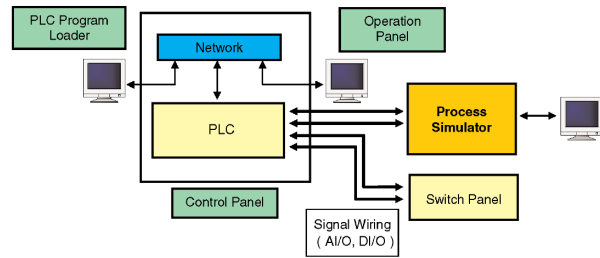 PLC Program
Loader
Operation
Panel
Network
PLC
Process
Simulator
Control Panel
Switch Panel
Signal Wiring
( AI/O, DI/O )